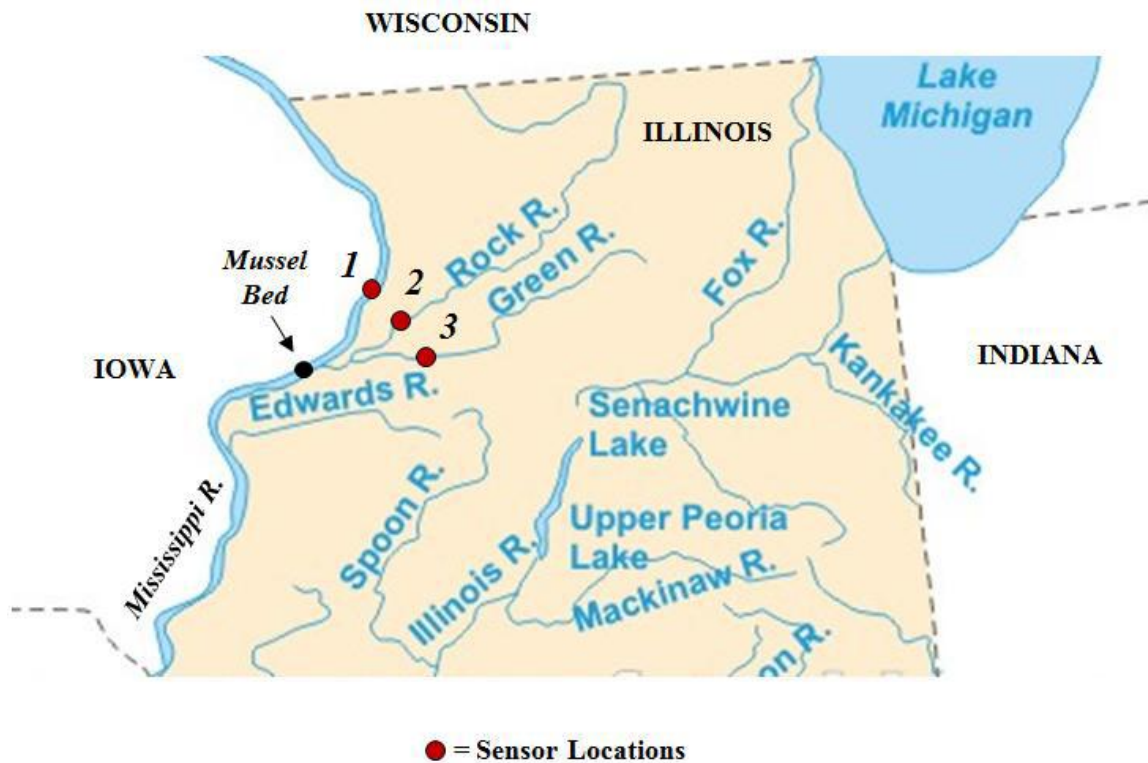 WISCONSIN
Lake
Michigan
ILLINOIS
Rock R.
Green R.
Fox R.
Mussel
Bed
1
2
3
IOWA
INDIANA
Edwards R.
Kankakee R.
Senachwine
Lake
Mississippi R.
Spoon R.
Illinois R.
Upper Peoria
Lake
Mackinaw R.
on R.
= Sensor Locations